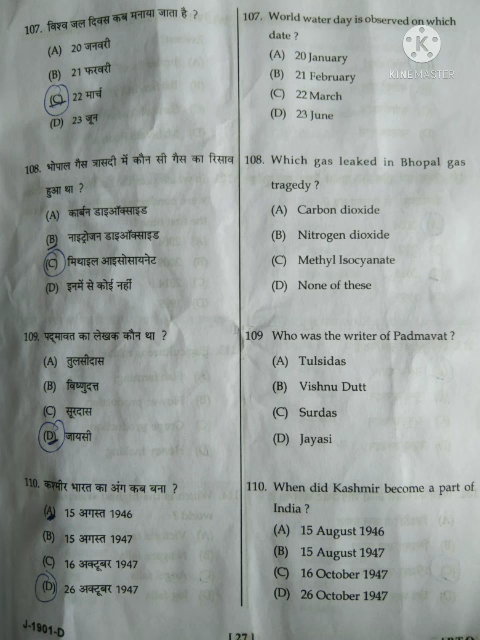 107. विश्व जल दिवस कब मनाया जाता है ?
(A) 20 जनवरी
(B) 21 फरवरी
(C) 22 मार्च
(D) 23 जून
108. भोपाल गैस त्रासदी में कौन सी गैस का रिसाव
हुआ था ?
(A) कार्बन डाइऑक्साइड
(B) नाइट्रोजन डाइऑक्साइड
(C) मिथाइल आइसोसायनेट
(D) इनमें से कोई नहीं
109. पद्मावत का लेखक कौन था ?
(A) तुलसीदास
(B) विष्णुदत्त
(C) सूरदास
(D) जायसी
110. कश्मीर भारत का अंग कब बना ?
(A) 15 अगस्त 1946
(B) 15 अगस्त 1947
(C) 16 अक्टूबर 1947
(D) 26 अक्टूबर 1947
J-1901-D
107. World water day is observed on which
date ?
(A) 20 January
(B) 21 February
(C) 22 March
(D) 23 June
108. Which gas leaked in Bhopal gas
tragedy ?
(A) Carbon dioxide
(B) Nitrogen dioxide
(C) Methyl Isocyanate
(D) None of these
109 Who was the writer of Padmavat ?
(A) Tulsidas
(B) Vishnu Dutt
(C) Surdas
(D) Jayasi
110. When did Kashmir become a part of
India ?
(A) 15 August 1946
(B) 15 August 1947
(C) 16 October 1947
(D) 26 October 1947
[ 27 ]
KINEMASTER